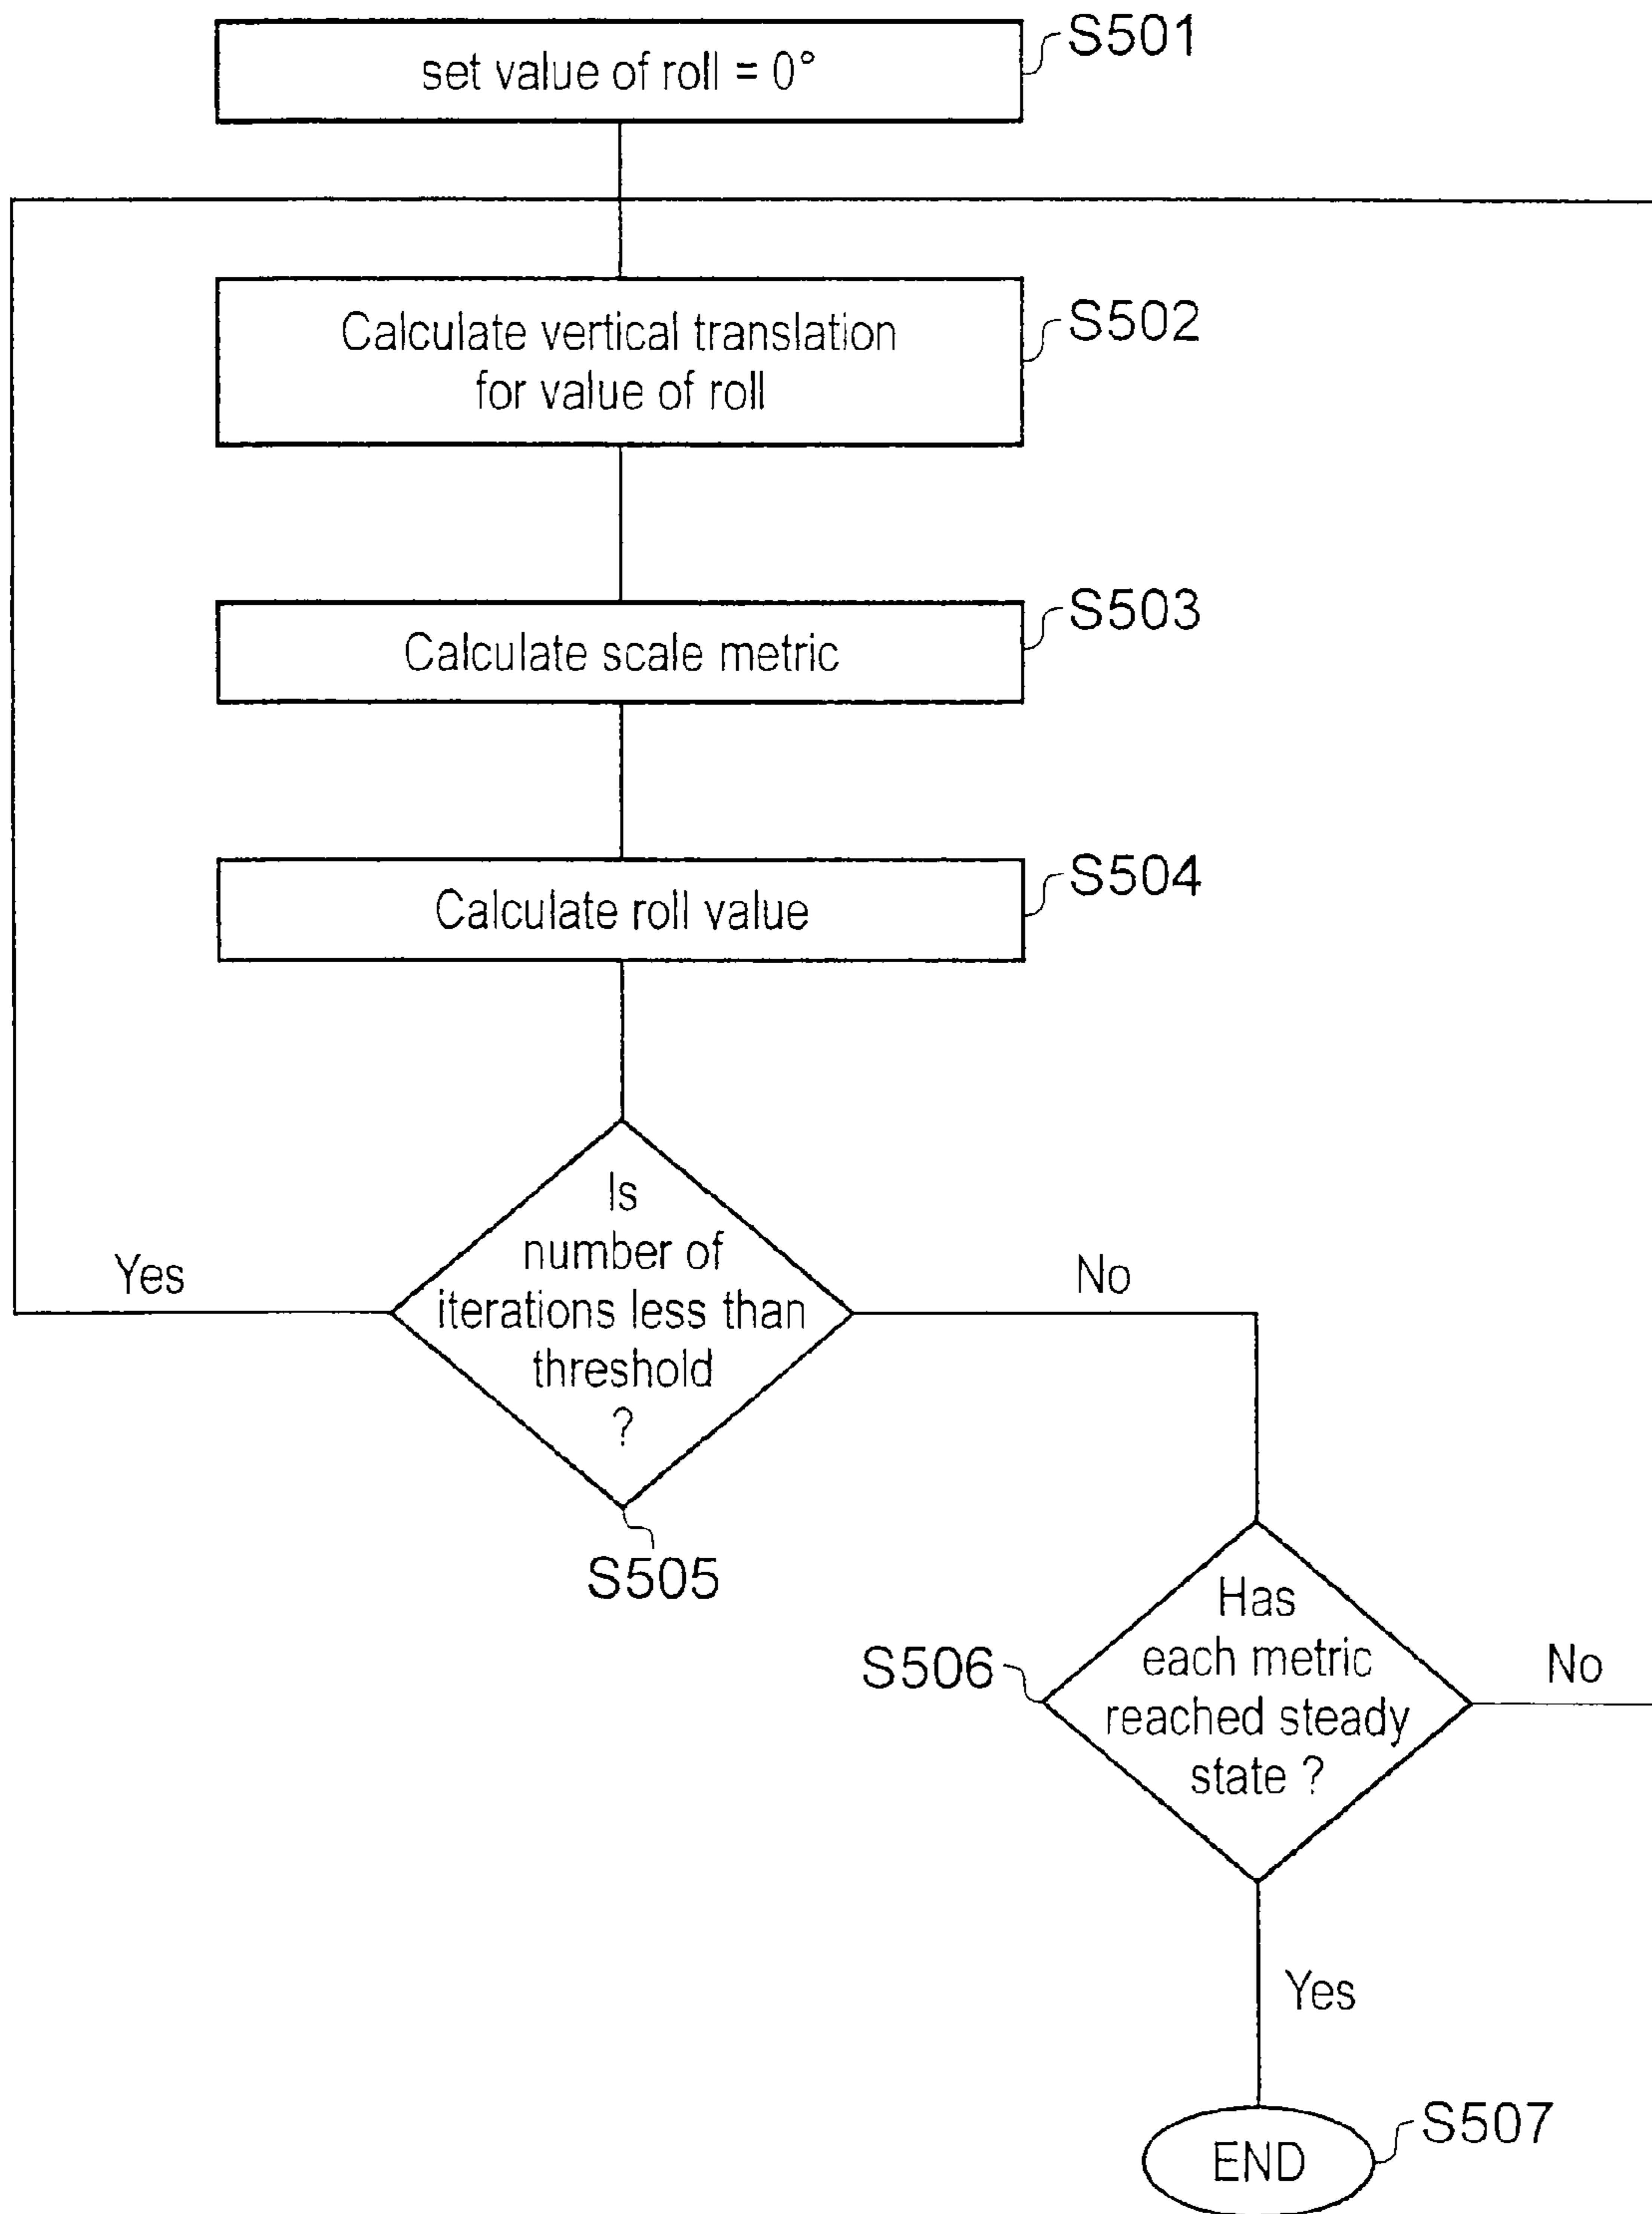 set value of roll = 0°
S501
Calculate vertical translation
for value of roll
S502
Calculate scale metric
S503
Calculate roll value
S504
Is
number of
iterations less than
threshold
?
Yes
No
S505
Has
each metric
reached steady
state ?
S506
No
Yes
END
S507